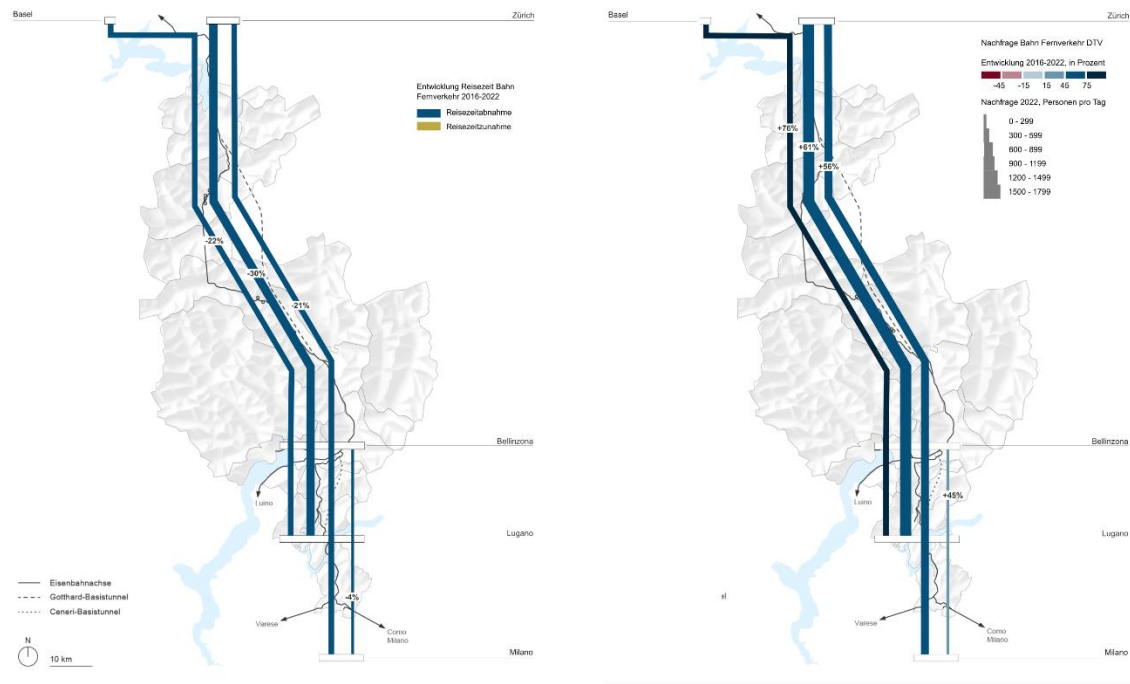 Basel
Zürich
Entwicklung Reisezeit Bahn
Fernverkehr 2016-2022
Reisezeitabnahme
Reisezeitzunahme
-22%
-30%
-21%
Bellinzona
Luino
Lugano
Eisenbahnachse
Gotthard-Basistunnel
Ceneri-Basistunnel
-4%
Varese
Como
Milano
N
10 km
Milano
Basel
Zürich
Nachfrage Bahn Fernverkehr DTV
Entwicklung 2016-2022, in Prozent
-45 -15 15 45 75
Nachfrage 2022, Personen pro Tag
0 - 299
300 - 599
600 - 899
900 - 1199
1200 - 1499
1500 - 1799
+76%
+61%
+56%
Bellinzona
Luino
+45%
Lugano
el
Varese
Como
Milano
Milano